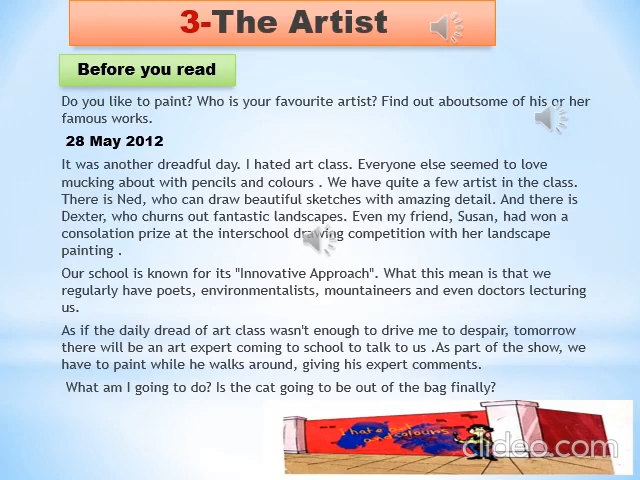 3-The Artist
Before you read
Do you like to paint? Who is your favourite artist? Find out aboutsome of his or her
famous works.
28 May 2012
It was another dreadful day. I hated art class. Everyone else seemed to love
mucking about with pencils and colours . We have quite a few artist in the class.
There is Ned, who can draw beautiful sketches with amazing detail. And there is
Dexter, who churns out fantastic landscapes. Even my friend, Susan, had won a
consolation prize at the interschool drawing competition with her landscape
painting .
Our school is known for its "Innovative Approach". What this mean is that we
regularly have poets, environmentalists, mountaineers and even doctors lecturing
us.
As if the daily dread of art class wasn't enough to drive me to despair, tomorrow
there will be an art expert coming to school to talk to us .As part of the show, we
have to paint while he walks around, giving his expert comments.
What am I going to do? Is the cat going to be out of the bag finally?
I hate art
and colours
clideo.com